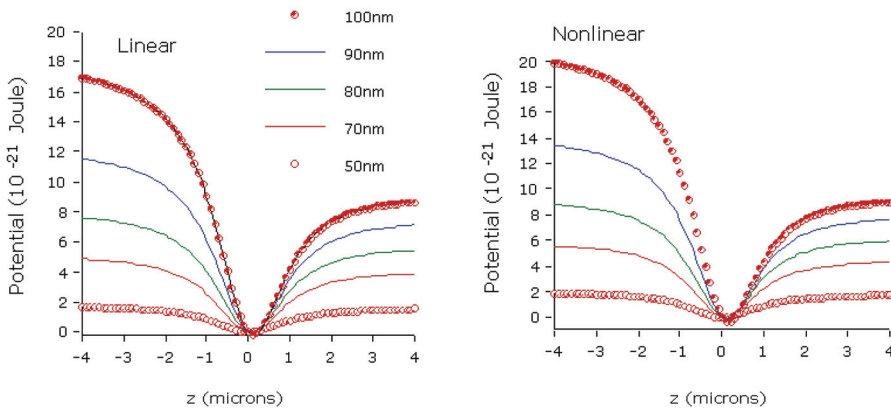 Linear
100nm
90nm
80nm
70nm
50nm
Potential (10 -21 Joule)
20
18
16
14
12
10
8
6
4
2
0
-4 -3 -2 -1 0 1 2 3 4
z (microns)
Nonlinear
Potential (10 -21 Joule)
20
18
16
14
12
10
8
6
4
2
0
-4 -3 -2 -1 0 1 2 3 4
z (microns)